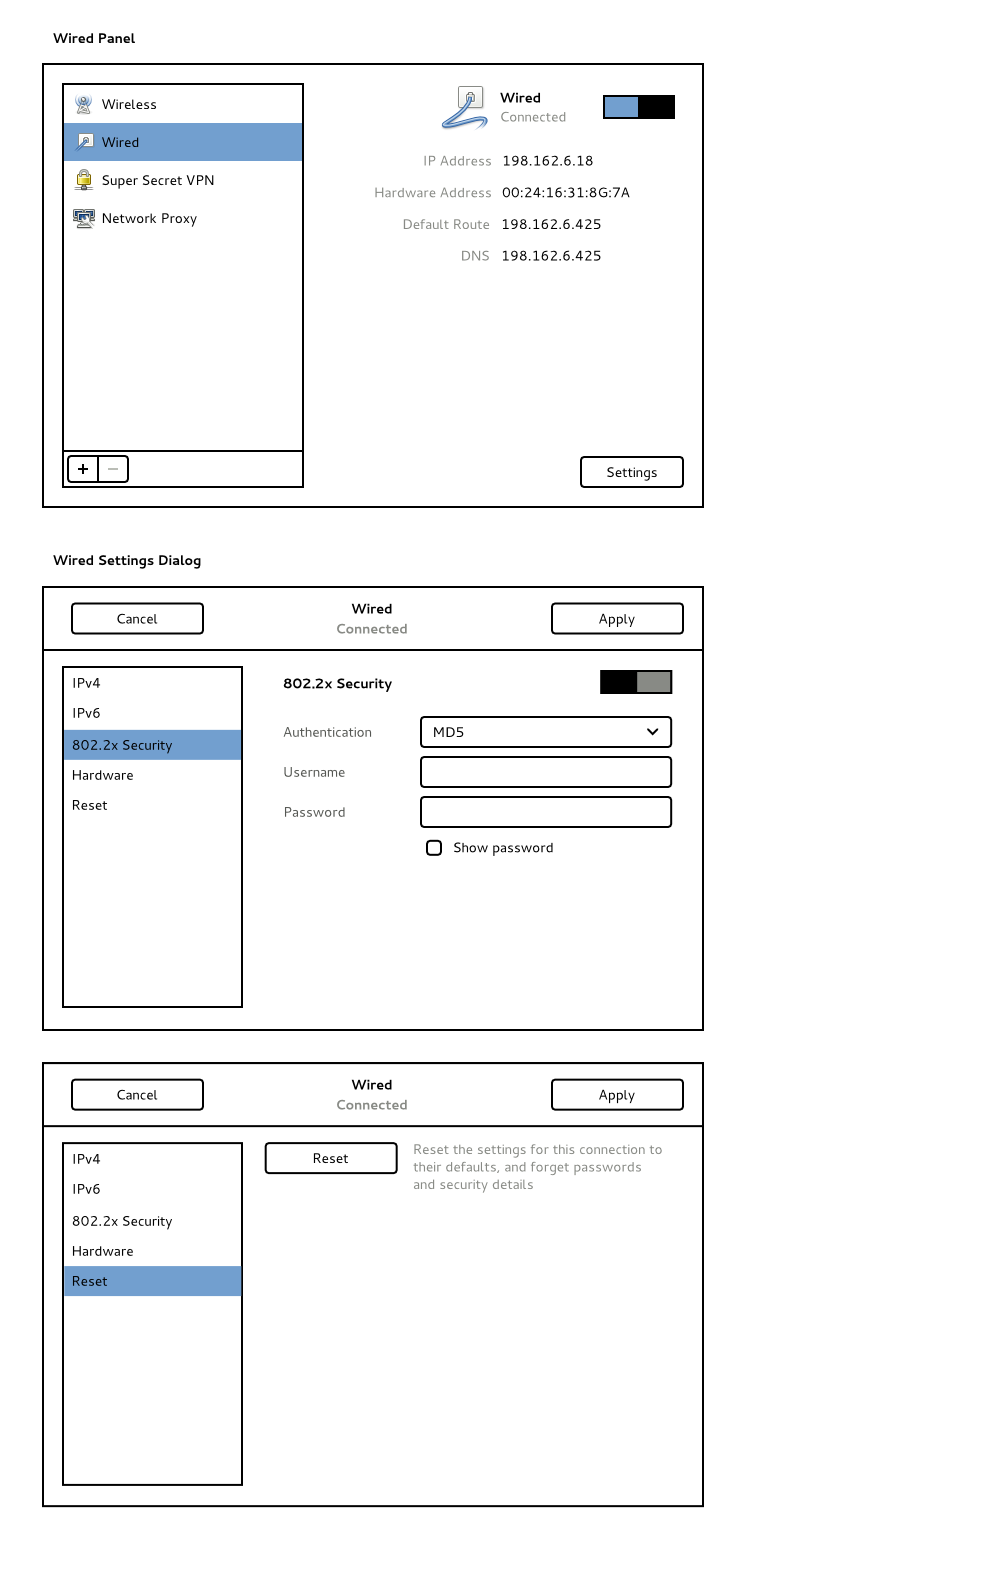 Wired Panel
Wireless
Wired
Super Secret VPN
Network Proxy
+ −
Wired
Connected
IP Address 198.162.6.18
Hardware Address 00:24:16:31:8G:7A
Default Route 198.162.6.425
DNS 198.162.6.425
Settings
Wired Settings Dialog
Cancel
Wired
Connected
Apply
IPv4
IPv6
802.2x Security
Hardware
Reset
802.2x Security
Authentication MD5
Username
Password
Show password
Cancel
Wired
Connected
Apply
IPv4
IPv6
802.2x Security
Hardware
Reset
Reset
Reset the settings for this connection to
their defaults, and forget passwords
and security details